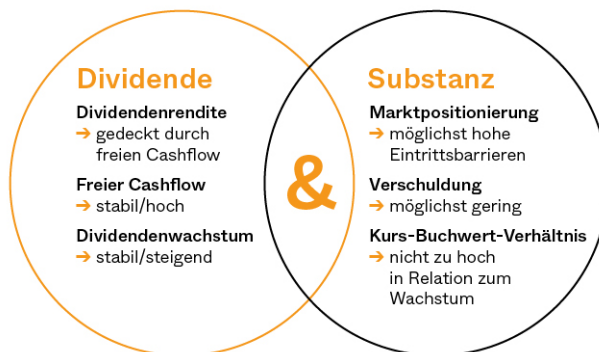 Dividende
Dividendenrendite
→ gedeckt durch
freien Cashflow
Freier Cashflow
→ stabil/hoch
Dividendenwachstum
→ stabil/steigend
&
Substanz
Marktpositionierung
→ möglichst hohe
Eintrittsbarrieren
Verschuldung
→ möglichst gering
Kurs-Buchwert-Verhältnis
→ nicht zu hoch
in Relation zum
Wachstum